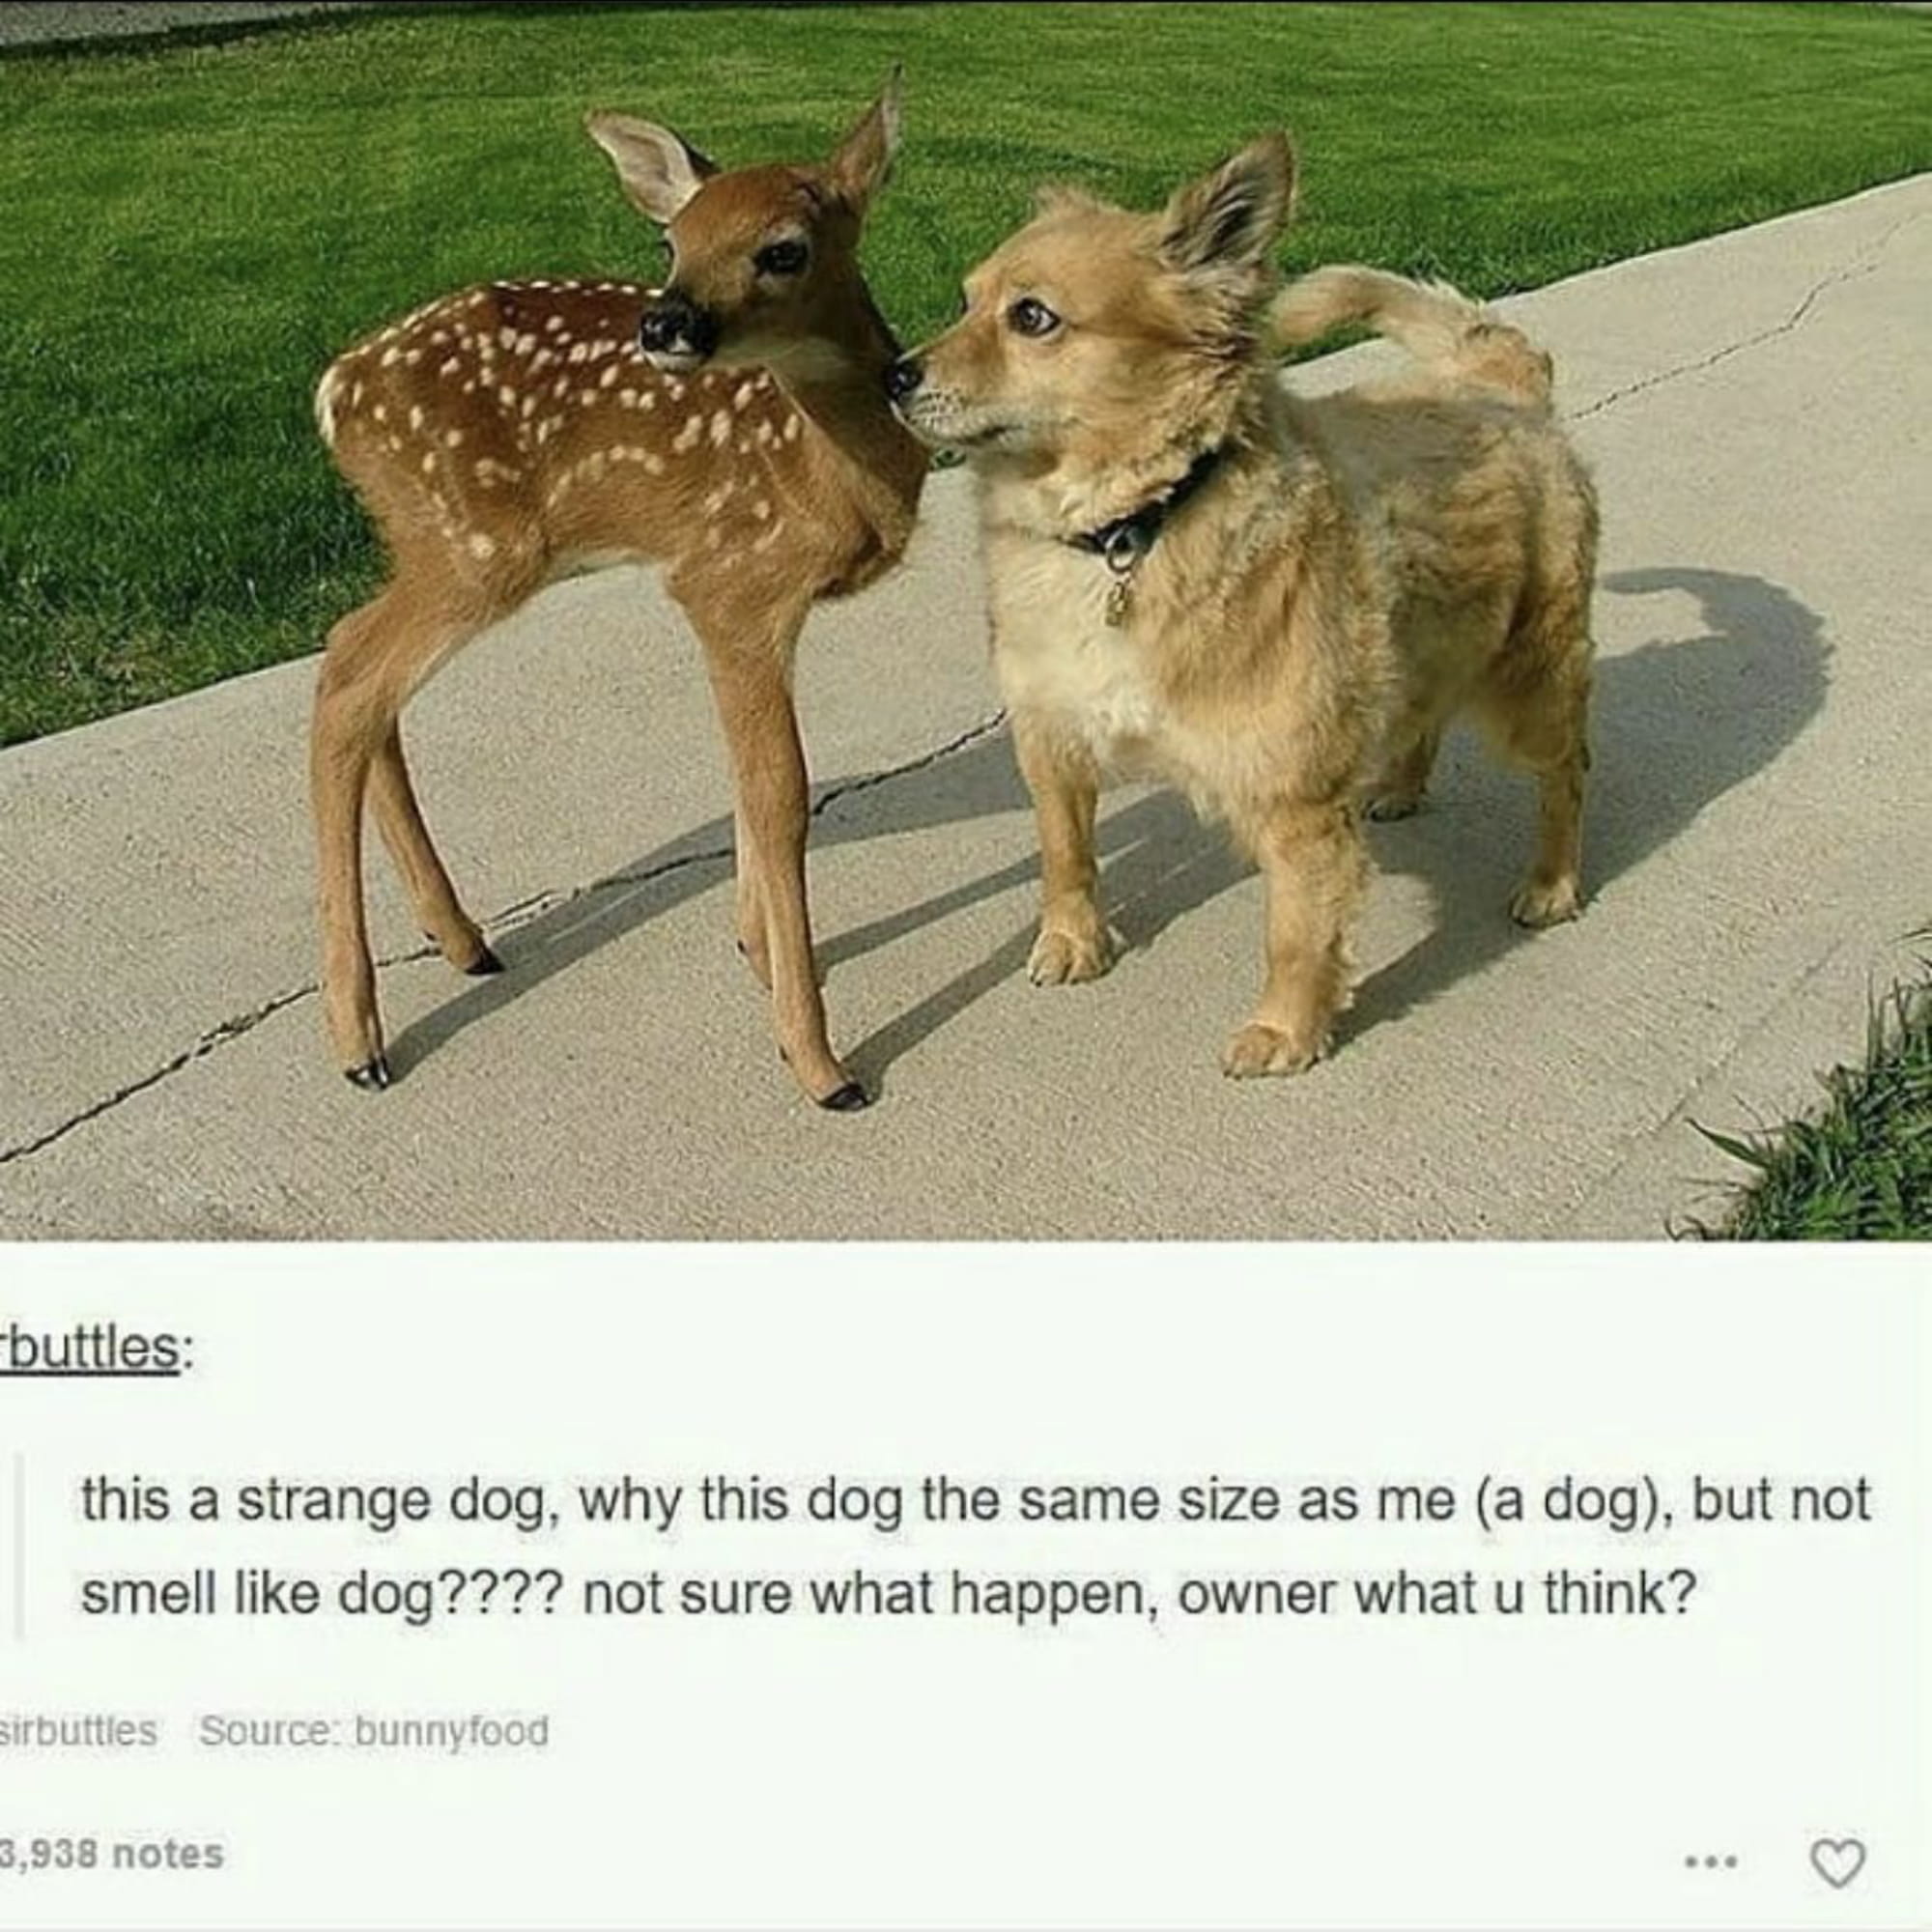 rbuttles:
this a strange dog, why this dog the same size as me (a dog), but not
smell like dog???? not sure what happen, owner what u think?
sirbuttles Source: bunnyfood
3,938 notes